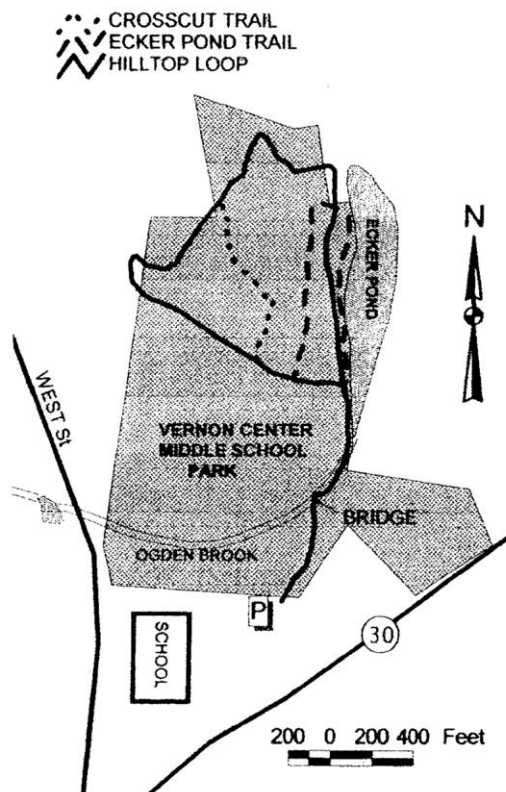 CROSSCUT TRAIL
ECKER POND TRAIL
HILLTOP LOOP
ECKER POND
N
WEST St
VERNON CENTER
MIDDLE SCHOOL
PARK
BRIDGE
OGDEN BROOK
P
SCHOOL
30
200 0 200 400 Feet